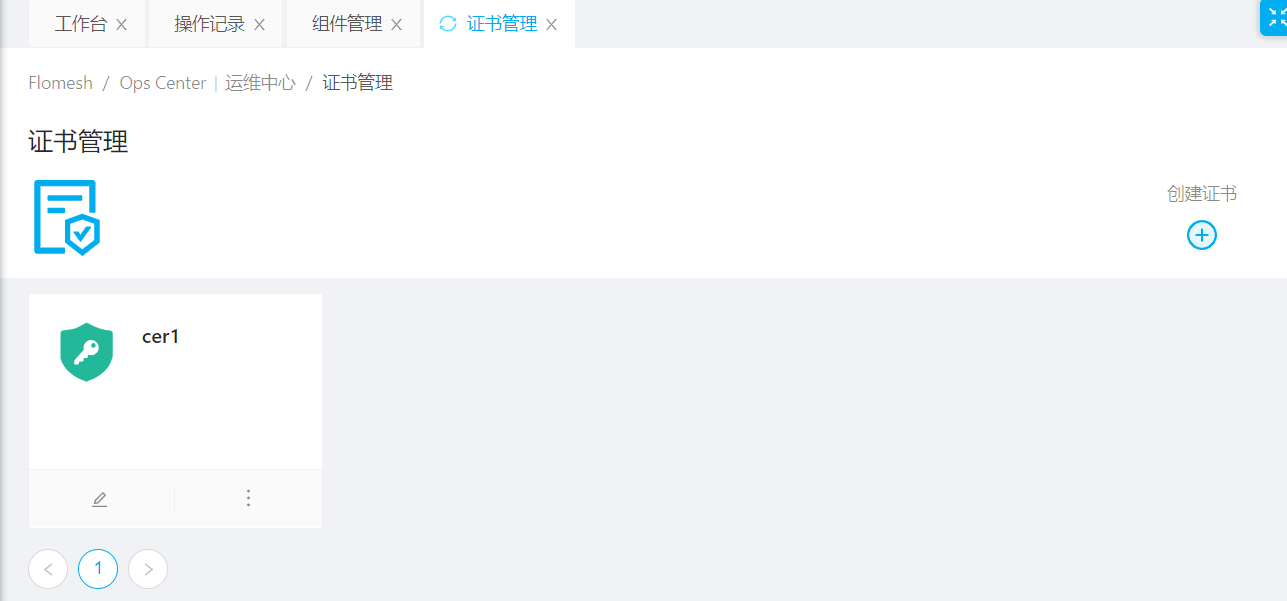 工作台 操作记录 组件管理 证书管理
Flomesh / Ops Center | 运维中心 / 证书管理
证书管理
创建证书
cer1
1